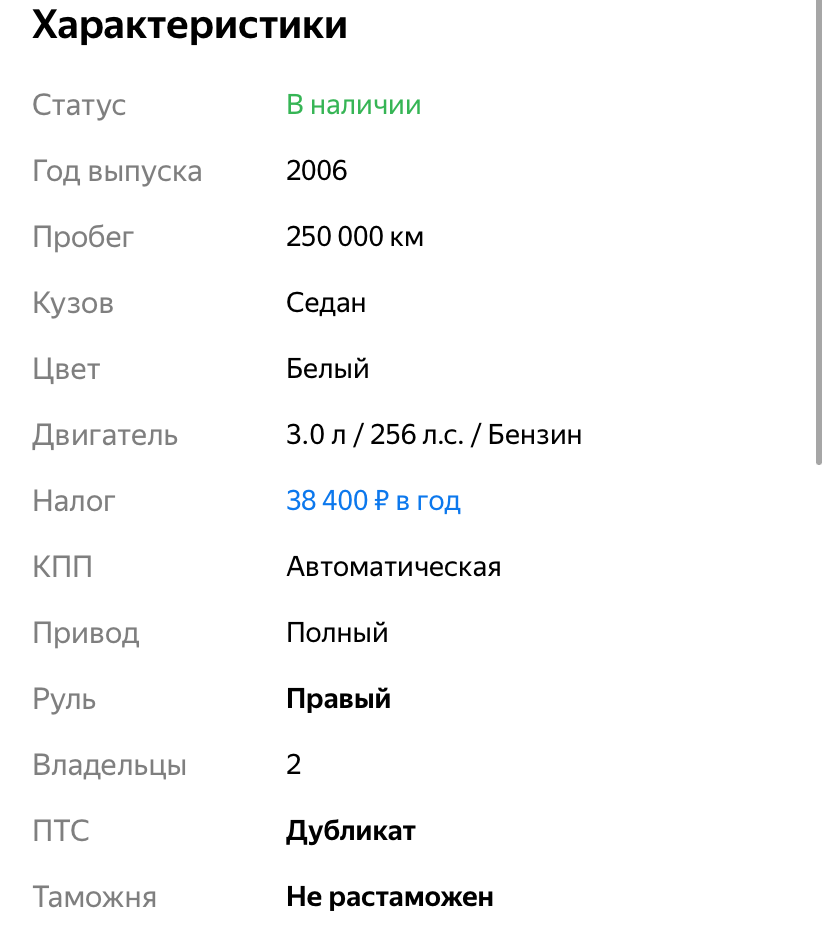 Характеристики
Статус В наличии
Год выпуска 2006
Пробег 250 000 км
Кузов Седан
Цвет Белый
Двигатель 3.0 л / 256 л.с. / Бензин
Налог 38 400 ₽ в год
КПП Автоматическая
Привод Полный
Руль Правый
Владельцы 2
ПТС Дубликат
Таможня Не растаможен